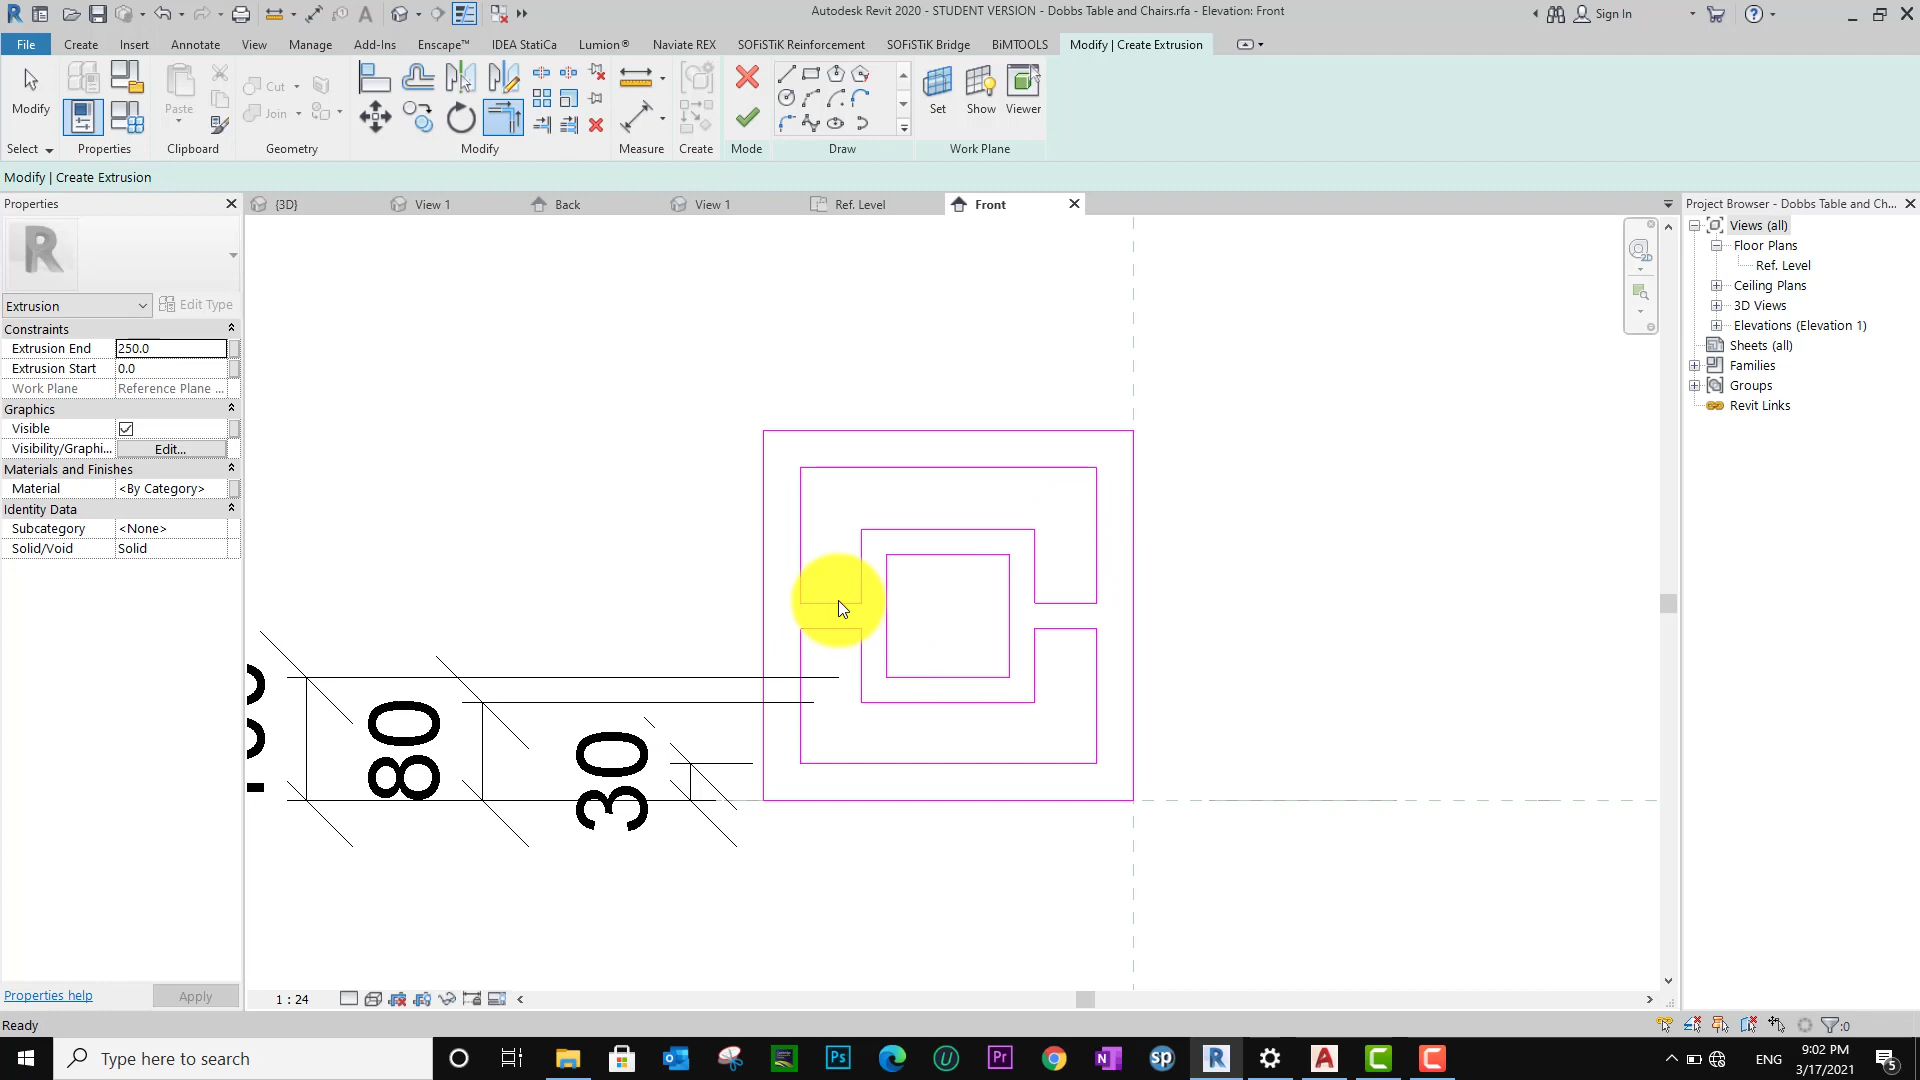 Autodesk Revit 2020 - STUDENT VERSION - Dobbs Table and Chairs.rfa - Elevation: Front
Sign In
File Create Insert Annotate View Manage Add-Ins Enscape™ IDEA StatiCa Lumion® Naviate REX SOFiSTiK Reinforcement SOFiSTiK Bridge BiMTOOLS Modify | Create Extrusion
Modify
Paste
Cut
Join
Set Show Viewer
Select Properties Clipboard Geometry Modify Measure Create Mode Draw Work Plane
Modify | Create Extrusion
Properties
{3D} View 1 Back View 1 Ref. Level Front
Project Browser - Dobbs Table and Cha...
R
Extrusion
Edit Type
Constraints
Extrusion End 250.0
Extrusion Start 0.0
Work Plane Reference Plane ...
Graphics
Visible
Visibility/Graphi... Edit...
Materials and Finishes
Material <By Category>
Identity Data
Subcategory <None>
Solid/Void Solid
Views (all)
Floor Plans
Ref. Level
Ceiling Plans
3D Views
Elevations (Elevation 1)
Sheets (all)
Families
Groups
Revit Links
2D
80
30
Properties help
Apply
1 : 24
Ready
:0
Type here to search
ENG
9:02 PM
3/17/2021
5